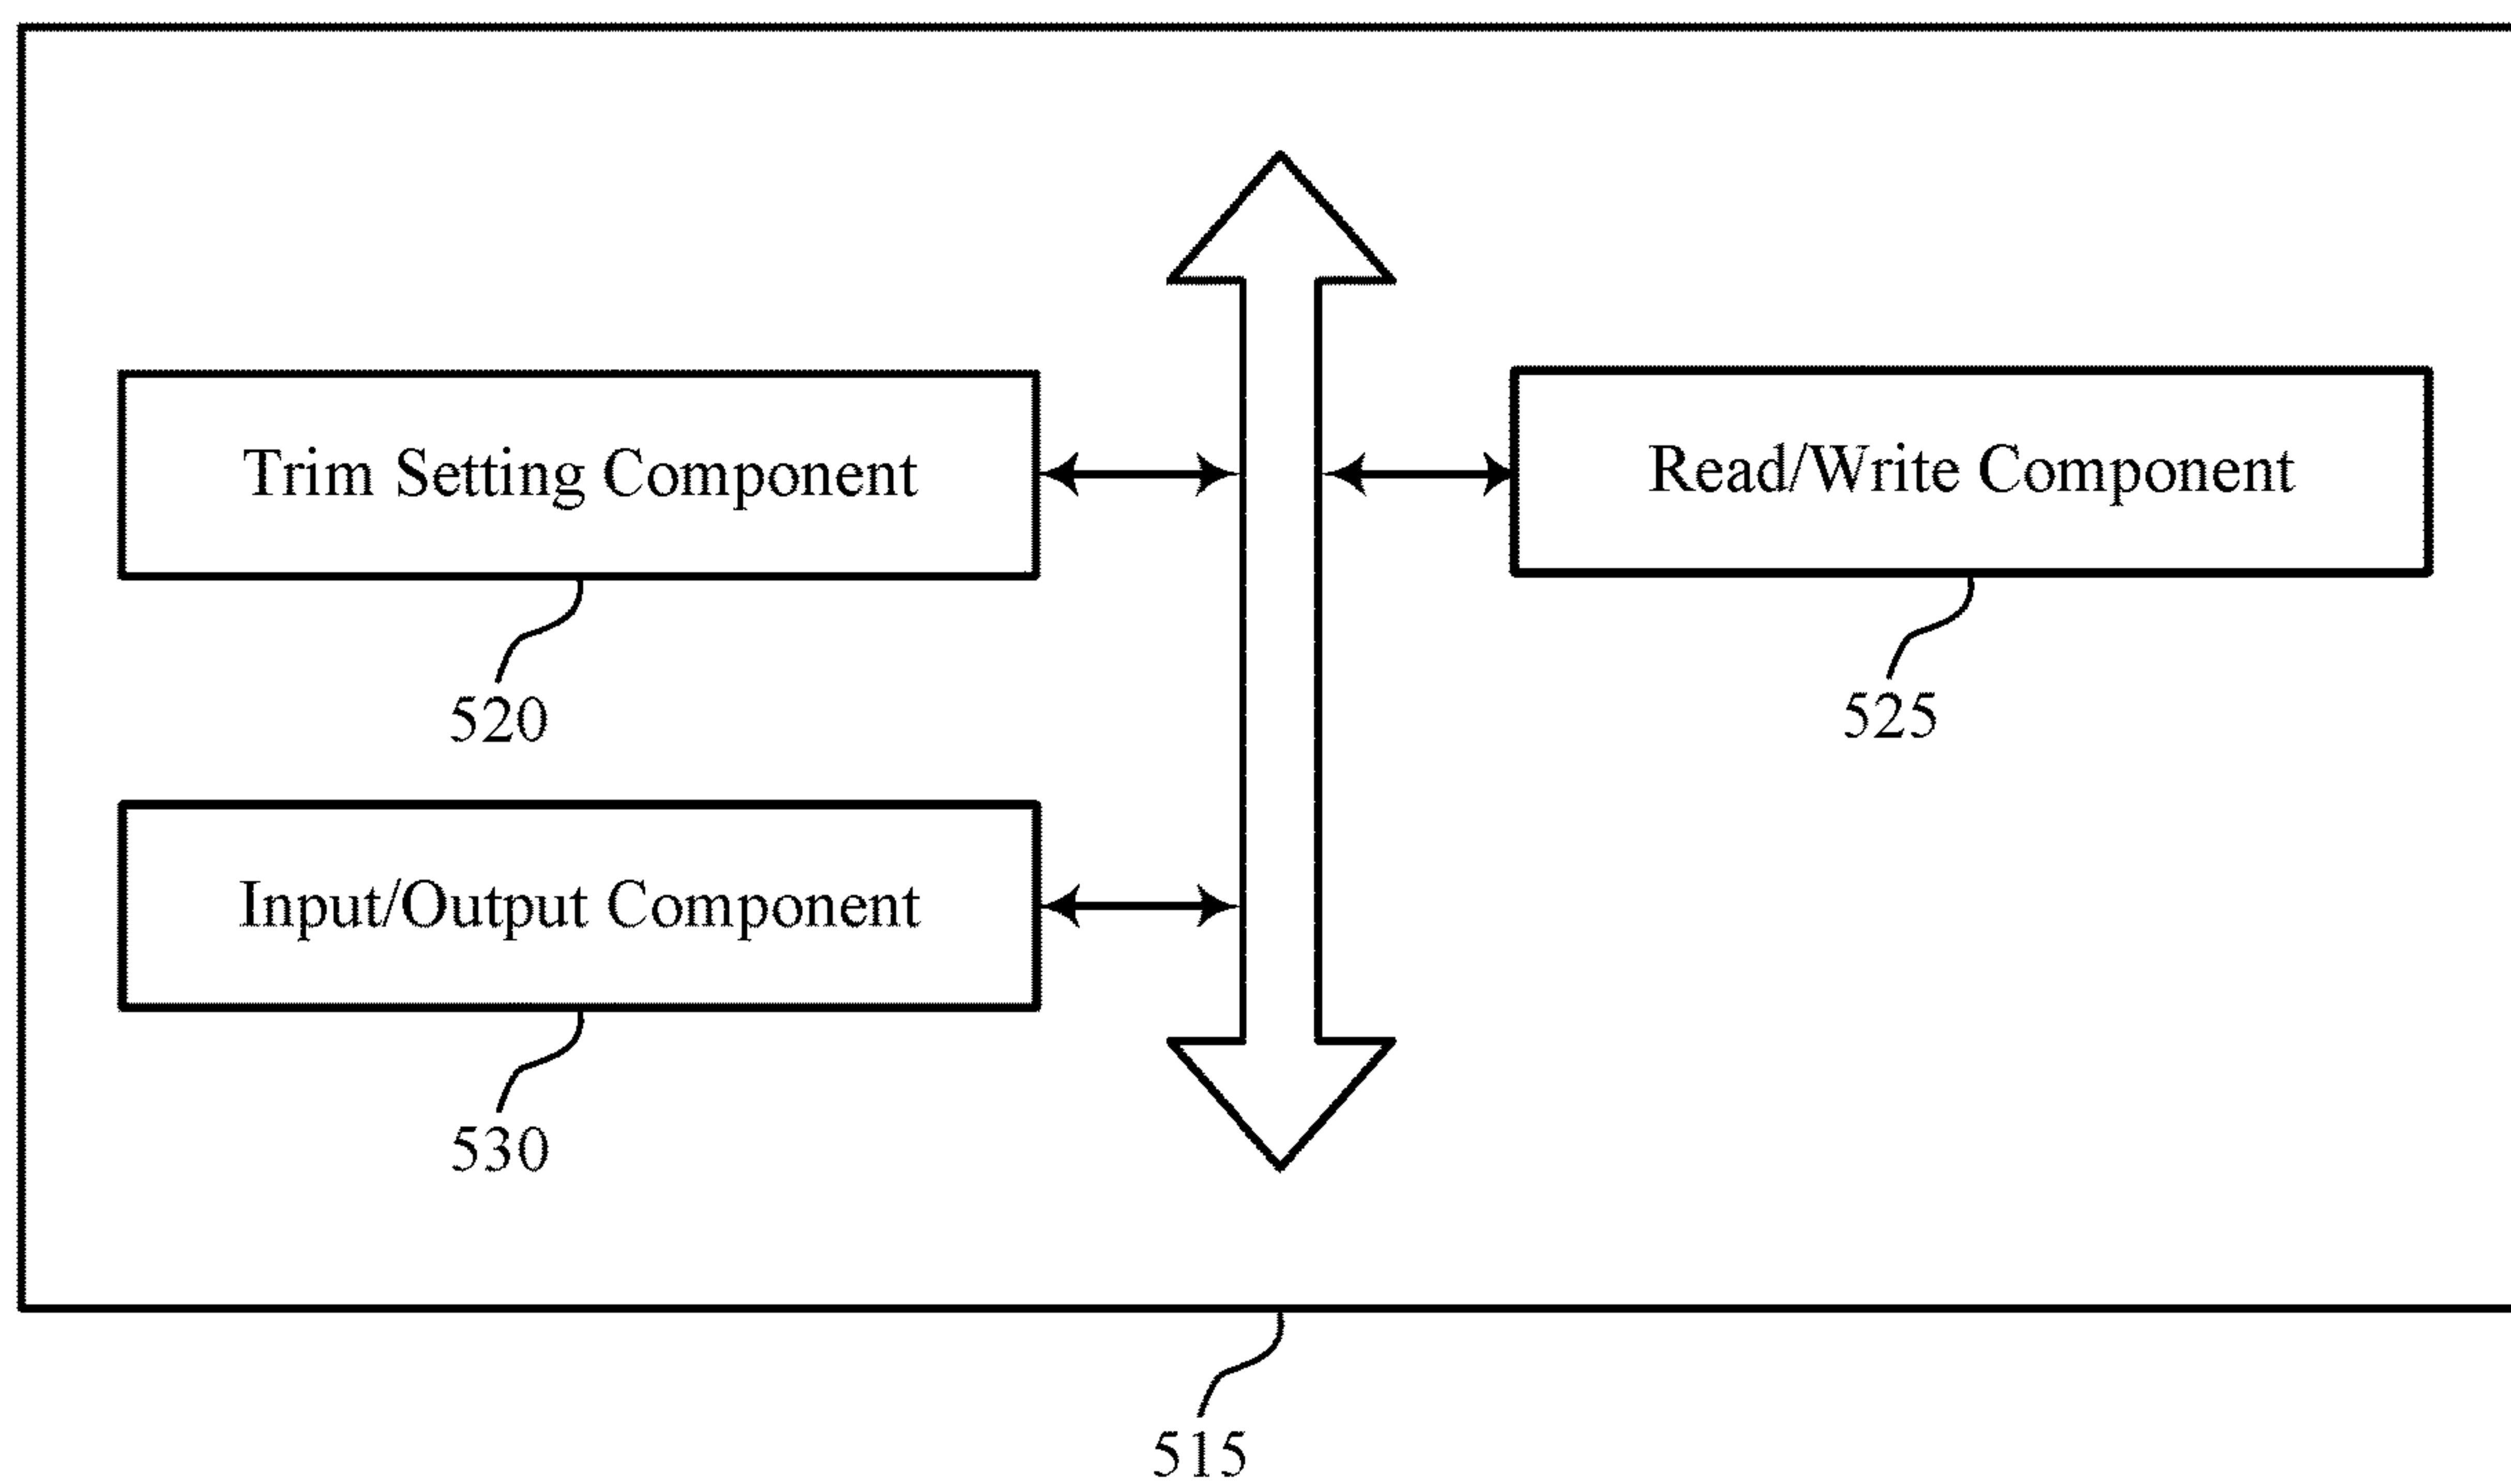 Trim Setting Component
Read/Write Component
520
525
Input/Output Component
530
515